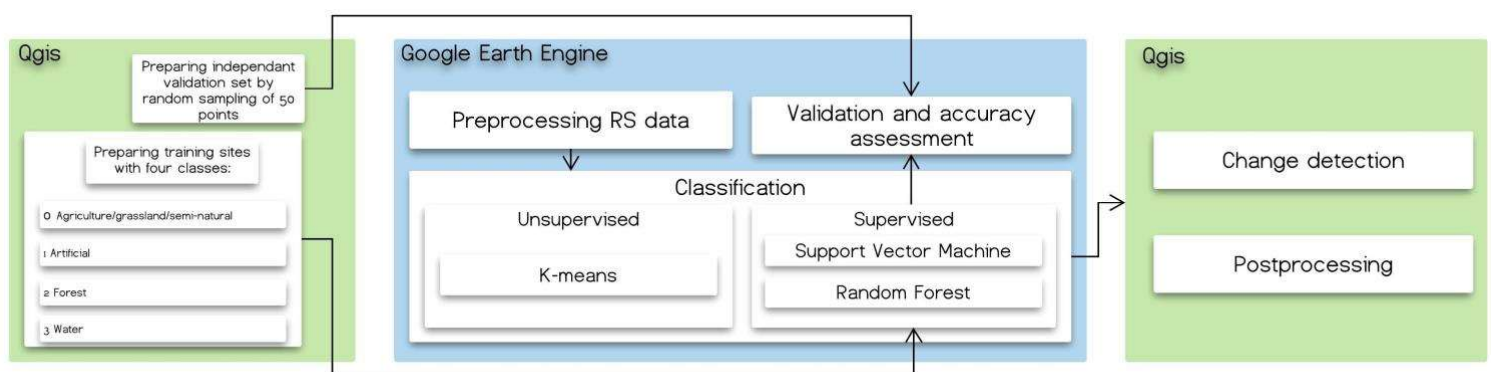 Qgis
Preparing independant
validation set by
random sampling of 50
points
Preparing training sites
with four classes:
0 Agriculture/grassland/semi-natural
1 Artificial
2 Forest
3 Water
Google Earth Engine
Preprocessing RS data
Validation and accuracy
assessment
Classification
Unsupervised
K-means
Supervised
Support Vector Machine
Random Forest
Qgis
Change detection
Postprocessing